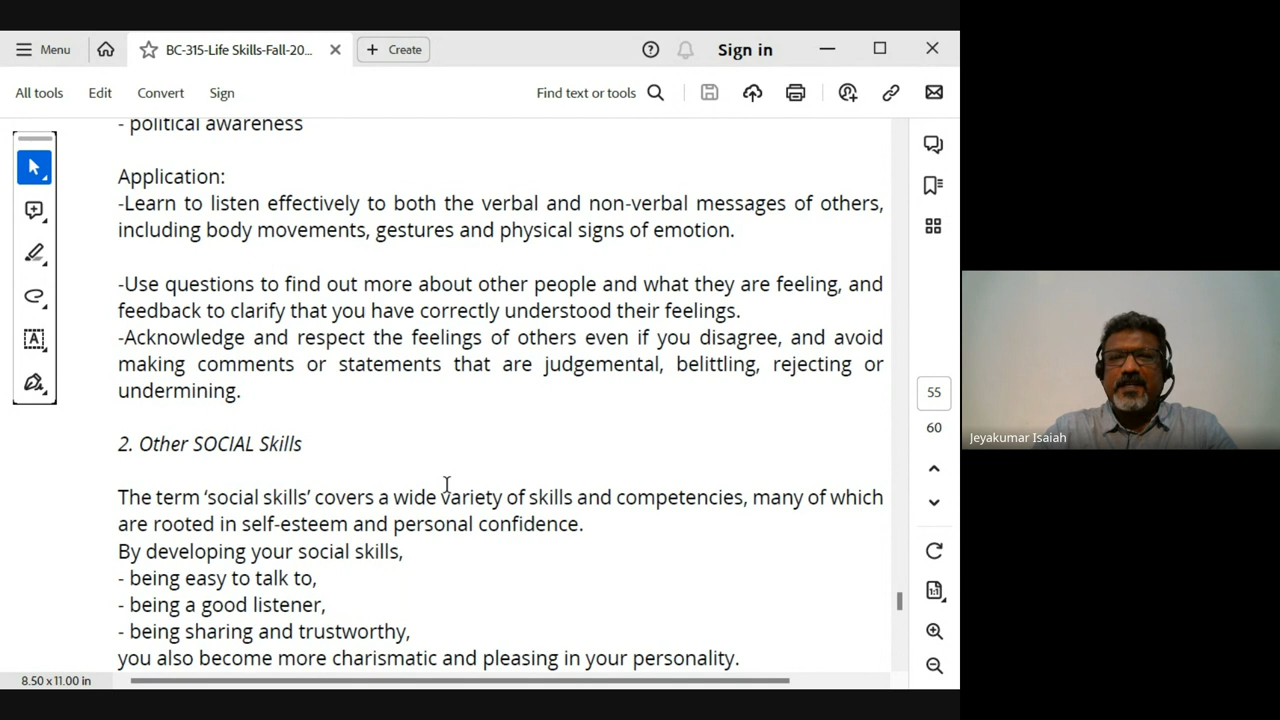 Menu
BC-315-Life Skills-Fall-20...
Create
Sign in
All tools
Edit
Convert
Sign
Find text or tools
- political awareness
Application:
-Learn to listen effectively to both the verbal and non-verbal messages of others,
including body movements, gestures and physical signs of emotion.
-Use questions to find out more about other people and what they are feeling, and
feedback to clarify that you have correctly understood their feelings.
-Acknowledge and respect the feelings of others even if you disagree, and avoid
making comments or statements that are judgemental, belittling, rejecting or
undermining.
2. Other SOCIAL Skills
The term ‘social skills’ covers a wide variety of skills and competencies, many of which
are rooted in self-esteem and personal confidence.
By developing your social skills,
- being easy to talk to,
- being a good listener,
- being sharing and trustworthy,
you also become more charismatic and pleasing in your personality.
55
60
1:1
8.50 x 11.00 in
Jeyakumar Isaiah